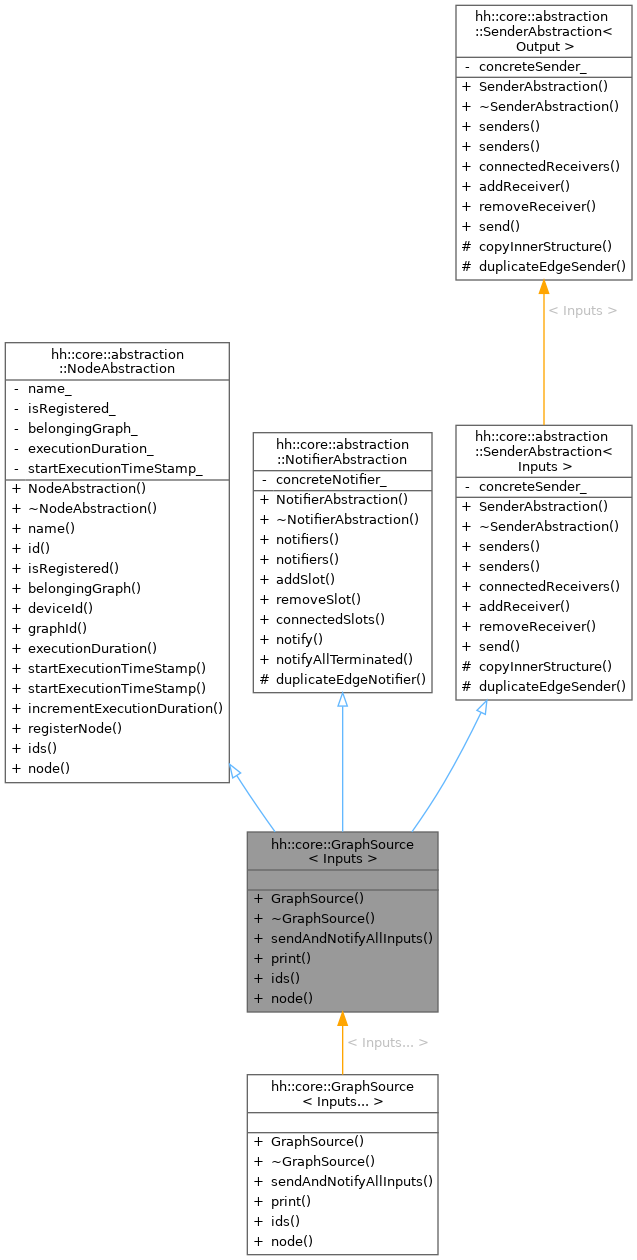 hh::core::abstraction
::SenderAbstraction<
Output >
- concreteSender_
+ SenderAbstraction()
+ ~SenderAbstraction()
+ senders()
+ senders()
+ connectedReceivers()
+ addReceiver()
+ removeReceiver()
+ send()
# copyInnerStructure()
# duplicateEdgeSender()
< Inputs >
hh::core::abstraction
::NodeAbstraction
- name_
- isRegistered_
- belongingGraph_
- executionDuration_
- startExecutionTimeStamp_
+ NodeAbstraction()
+ ~NodeAbstraction()
+ name()
+ id()
+ isRegistered()
+ belongingGraph()
+ deviceId()
+ graphId()
+ executionDuration()
+ startExecutionTimeStamp()
+ startExecutionTimeStamp()
+ incrementExecutionDuration()
+ registerNode()
+ ids()
+ node()
hh::core::abstraction
::NotifierAbstraction
- concreteNotifier_
+ NotifierAbstraction()
+ ~NotifierAbstraction()
+ notifiers()
+ notifiers()
+ addSlot()
+ removeSlot()
+ connectedSlots()
+ notify()
+ notifyAllTerminated()
# duplicateEdgeNotifier()
hh::core::abstraction
::SenderAbstraction<
Inputs >
- concreteSender_
+ SenderAbstraction()
+ ~SenderAbstraction()
+ senders()
+ senders()
+ connectedReceivers()
+ addReceiver()
+ removeReceiver()
+ send()
# copyInnerStructure()
# duplicateEdgeSender()
hh::core::GraphSource
< Inputs >
+ GraphSource()
+ ~GraphSource()
+ sendAndNotifyAllInputs()
+ print()
+ ids()
+ node()
< Inputs... >
hh::core::GraphSource
< Inputs... >
+ GraphSource()
+ ~GraphSource()
+ sendAndNotifyAllInputs()
+ print()
+ ids()
+ node()